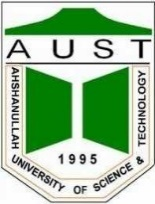 AUST
1995
AHSHANULLAH UNIVERSITY OF SCIENCE & TECHNOLOGY